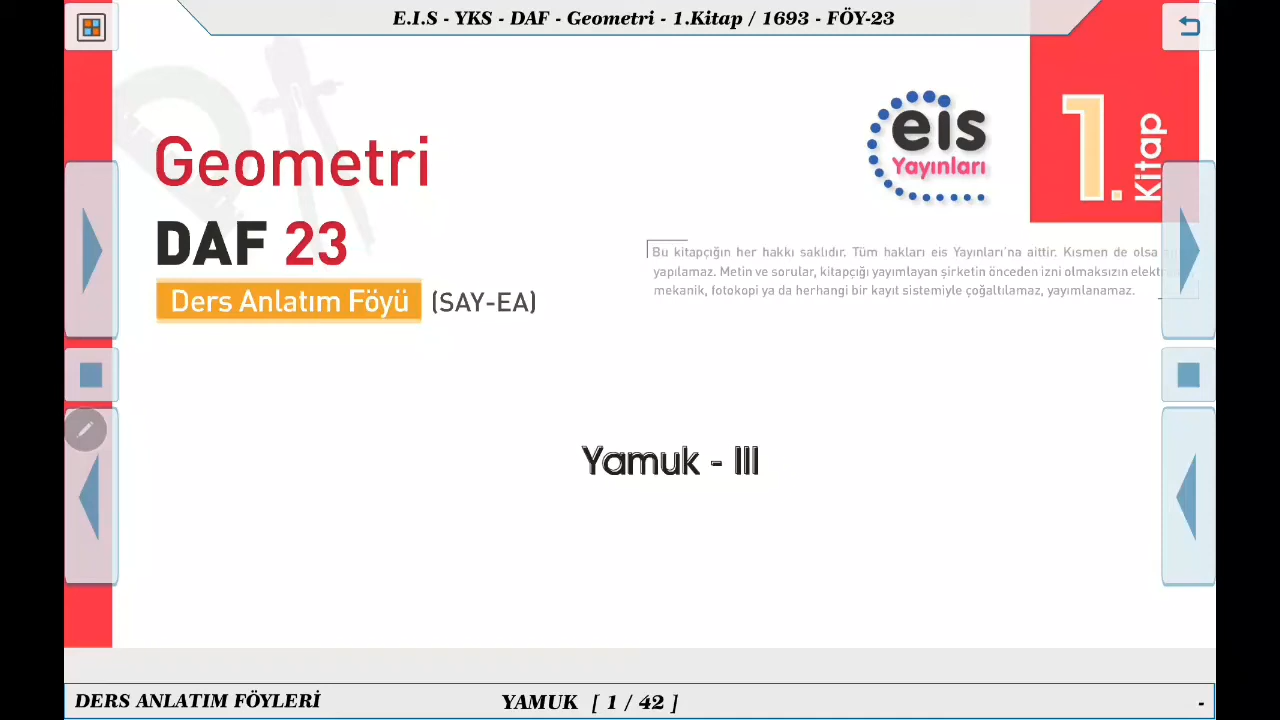 E.I.S - YKS - DAF - Geometri - 1.Kitap / 1693 - FÖY-23
eis
Yayınları
1.
Kitap
Geometri
DAF 23
Ders Anlatım Föyü (SAY-EA)
Bu kitapçığın her hakkı saklıdır. Tüm hakları eis Yayınları'na aittir. Kısmen de olsa
yapılamaz. Metin ve sorular, kitapçığı yayımlayan şirketin önceden izni olmaksızın
mekanik, fotokopi ya da herhangi bir kayıt sistemiyle çoğaltılamaz, yayımlanamaz.
Yamuk - III
DERS ANLATIM FÖYLERİ YAMUK [ 1 / 42 ] -